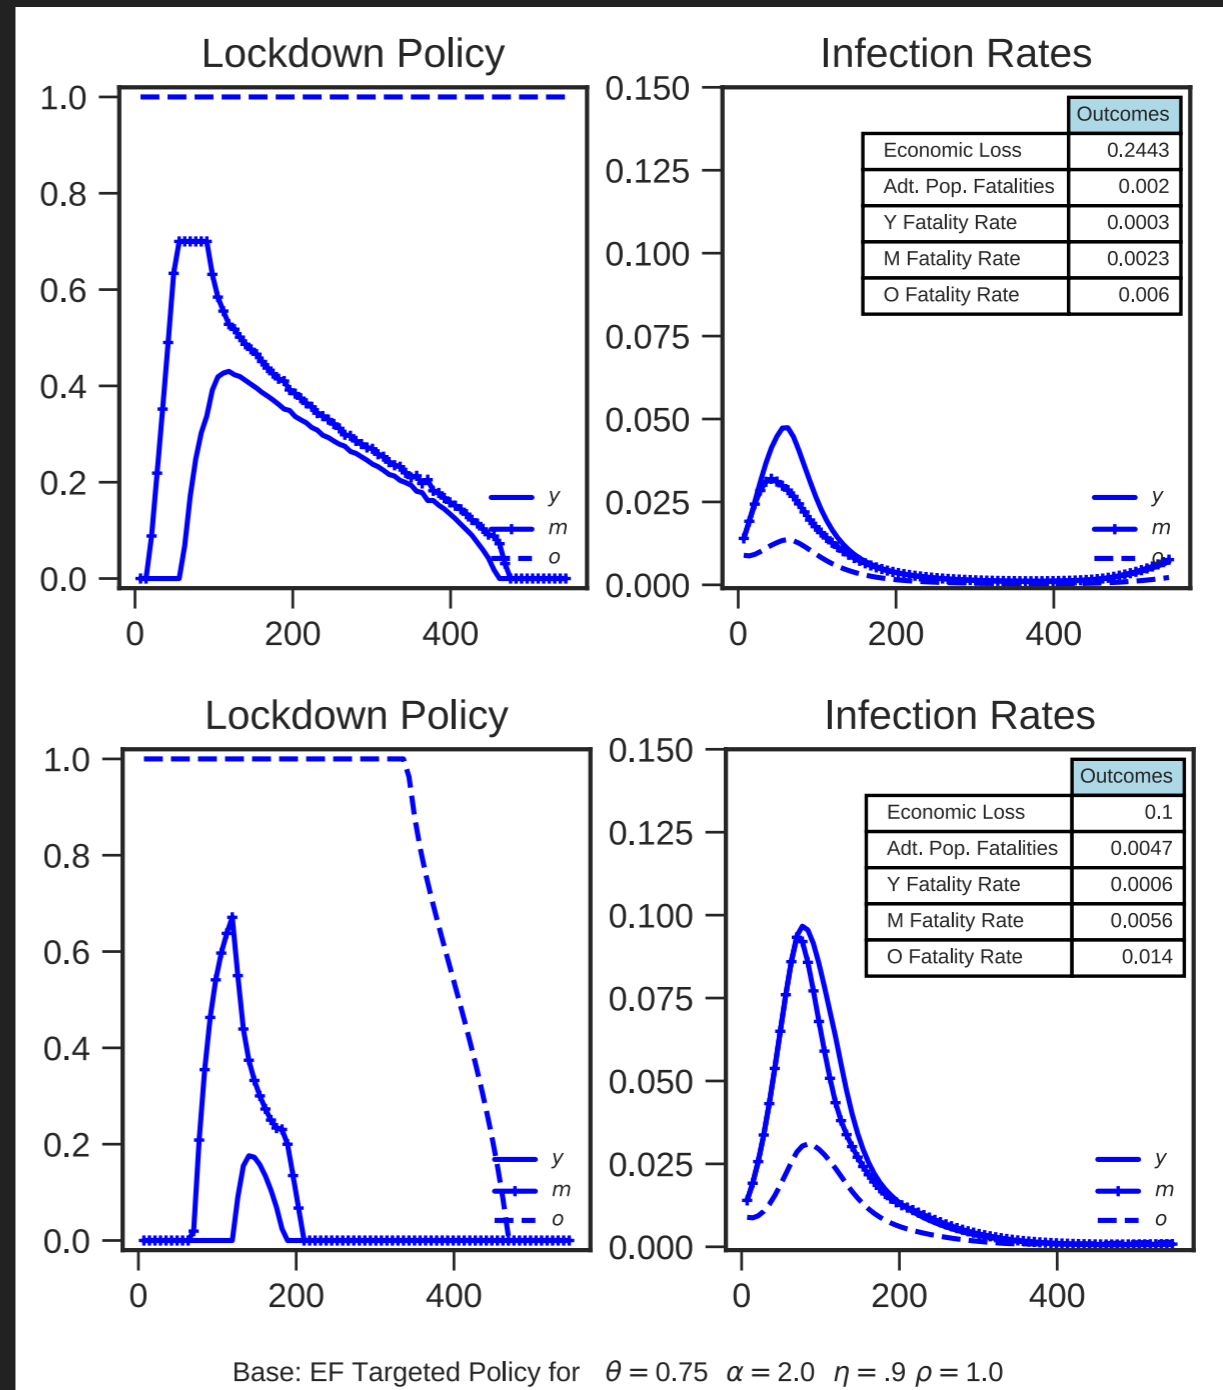 Lockdown Policy
1.0
0.8
0.6
0.4
0.2
0.0
0 200 400
y
m
o
Infection Rates
0.150
0.125
0.100
0.075
0.050
0.025
0.000
0 200 400
Outcomes
Economic Loss 0.2443
Adt. Pop. Fatalities 0.002
Y Fatality Rate 0.0003
M Fatality Rate 0.0023
O Fatality Rate 0.006
y
m
o
Lockdown Policy
1.0
0.8
0.6
0.4
0.2
0.0
0 200 400
y
m
o
Infection Rates
0.150
0.125
0.100
0.075
0.050
0.025
0.000
0 200 400
Outcomes
Economic Loss 0.1
Adt. Pop. Fatalities 0.0047
Y Fatality Rate 0.0006
M Fatality Rate 0.0056
O Fatality Rate 0.014
y
m
o
Base: EF Targeted Policy for θ = 0.75 α = 2.0 η = .9 ρ = 1.0